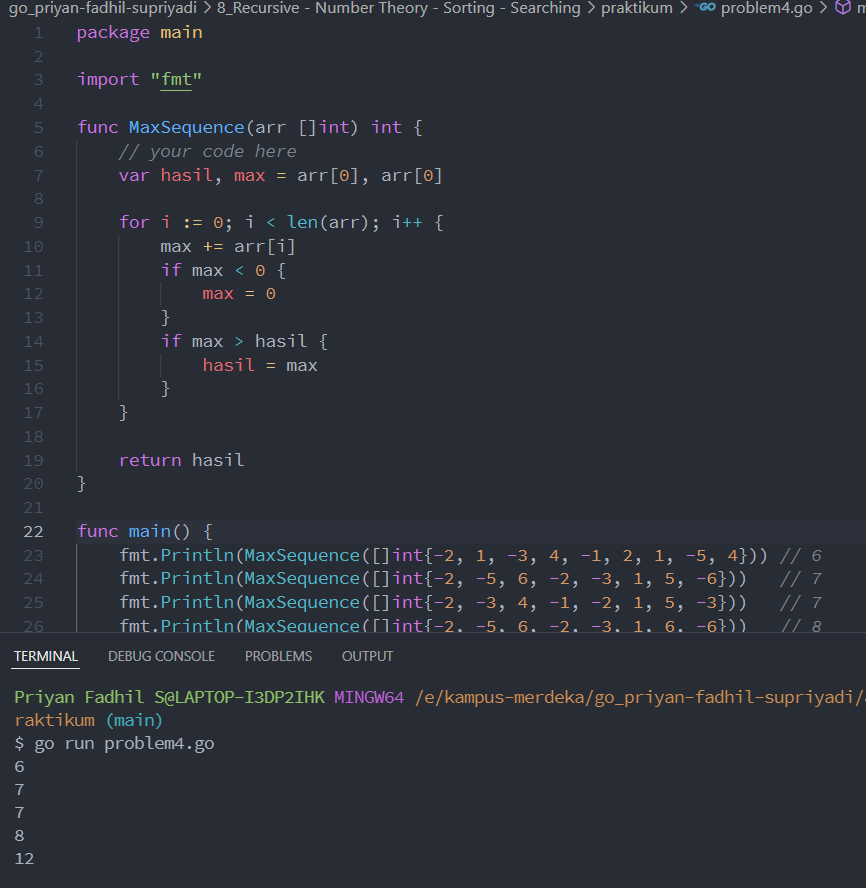 go_priyan-fadhil-supriyadi > 8_Recursive - Number Theory - Sorting - Searching > praktikum > GO problem4.go >
1 package main
2
3 import "fmt"
4
5 func MaxSequence(arr []int) int {
6 // your code here
7 var hasil, max = arr[0], arr[0]
8
9 for i := 0; i < len(arr); i++ {
10 max += arr[i]
11 if max < 0 {
12 max = 0
13 }
14 if max > hasil {
15 hasil = max
16 }
17 }
18
19 return hasil
20 }
21
22 func main() {
23 fmt.Println(MaxSequence([]int{-2, 1, -3, 4, -1, 2, 1, -5, 4})) // 6
24 fmt.Println(MaxSequence([]int{-2, -5, 6, -2, -3, 1, 5, -6})) // 7
25 fmt.Println(MaxSequence([]int{-2, -3, 4, -1, -2, 1, 5, -3})) // 7
26 fmt.Println(MaxSequence([]int{-2, -5, 6, -2, -3, 1, 6, -6})) // 8
TERMINAL DEBUG CONSOLE PROBLEMS OUTPUT
Priyan Fadhil S@LAPTOP-I3DP2IHK MINGW64 /e/kampus-merdeka/go_priyan-fadhil-supriyadi/
raktikum (main)
$ go run problem4.go
6
7
7
8
12